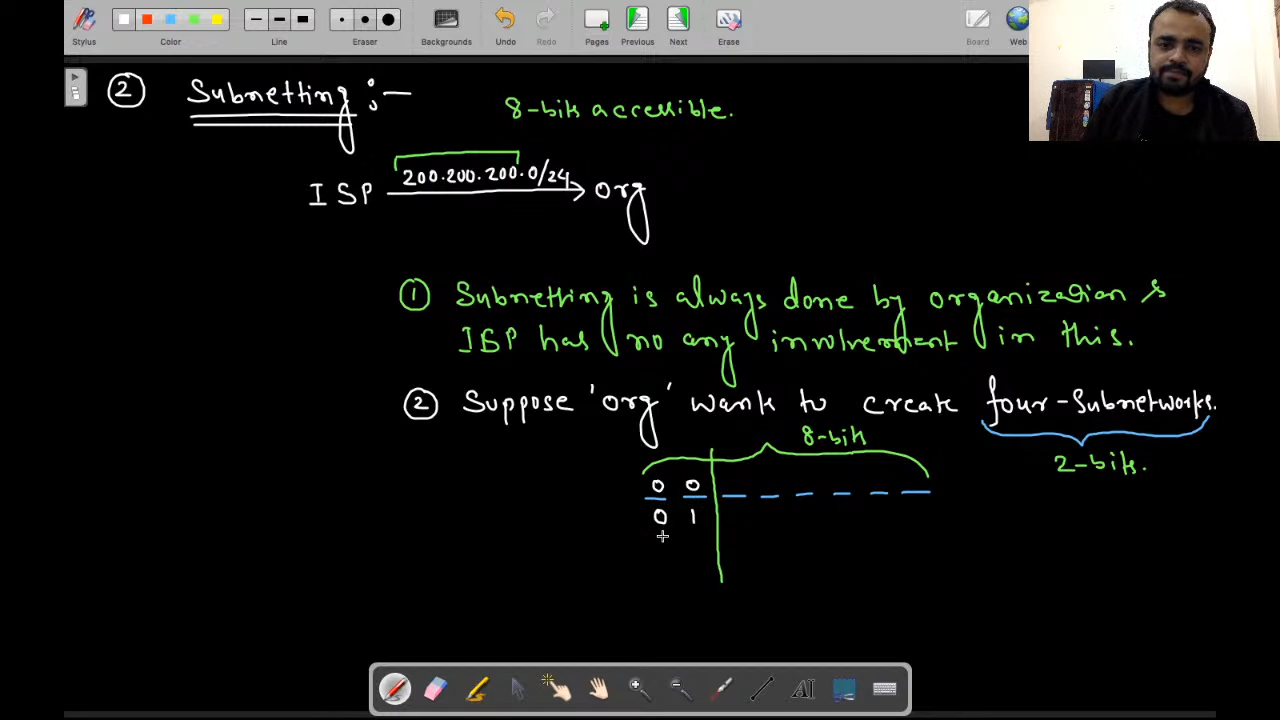 Stylus
Color
Line
Eraser
Backgrounds
Undo
Redo
Pages
Previous
Next
Erase
Board
Web
② Subnetting :-
8-bits accessible.
ISP 200.200.200.0/24 org
① Subnetting is always done by organization &
ISP has no any involvement in this.
② Suppose 'org' wants to create four-Subnetworks.
8-bits
2-bits.
0 0
0 1